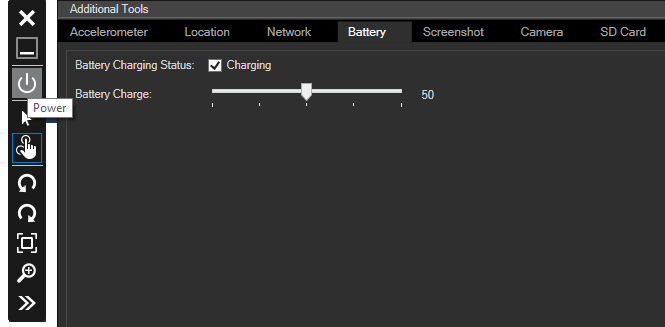 Additional Tools
Accelerometer Location Network Battery Screenshot Camera SD Card
Battery Charging Status: Charging
Battery Charge: 50
Power